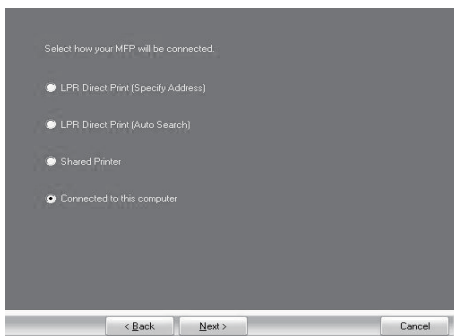 Select how your MFP will be connected.
LPR Direct Print (Specify Address)
LPR Direct Print (Auto Search)
Shared Printer
Connected to this computer
< Back Next > Cancel